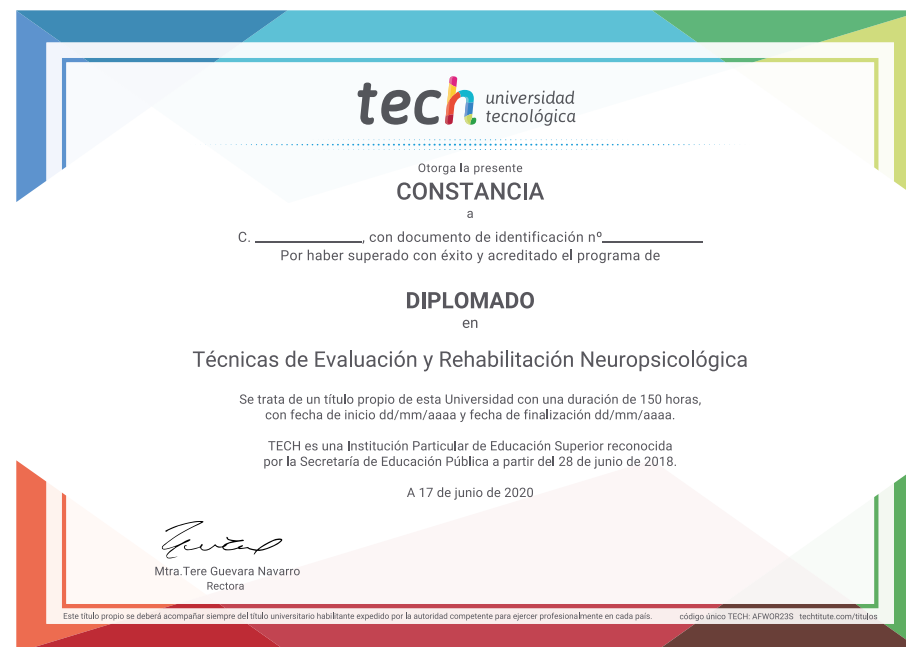 tech universidad
tecnológica
Otorga la presente
CONSTANCIA
a
C. ____________, con documento de identificación nº____________
Por haber superado con éxito y acreditado el programa de
DIPLOMADO
en
Técnicas de Evaluación y Rehabilitación Neuropsicológica
Se trata de un título propio de esta Universidad con una duración de 150 horas,
con fecha de inicio dd/mm/aaaa y fecha de finalización dd/mm/aaaa.
TECH es una Institución Particular de Educación Superior reconocida
por la Secretaría de Educación Pública a partir del 28 de junio de 2018.
A 17 de junio de 2020
Mtra.Tere Guevara Navarro
Rectora
Este título propio se deberá acompañar siempre del título universitario habilitante expedido por la autoridad competente para ejercer profesionalmente en cada país. código único TECH: AFWOR23S techtitute.com/titulos